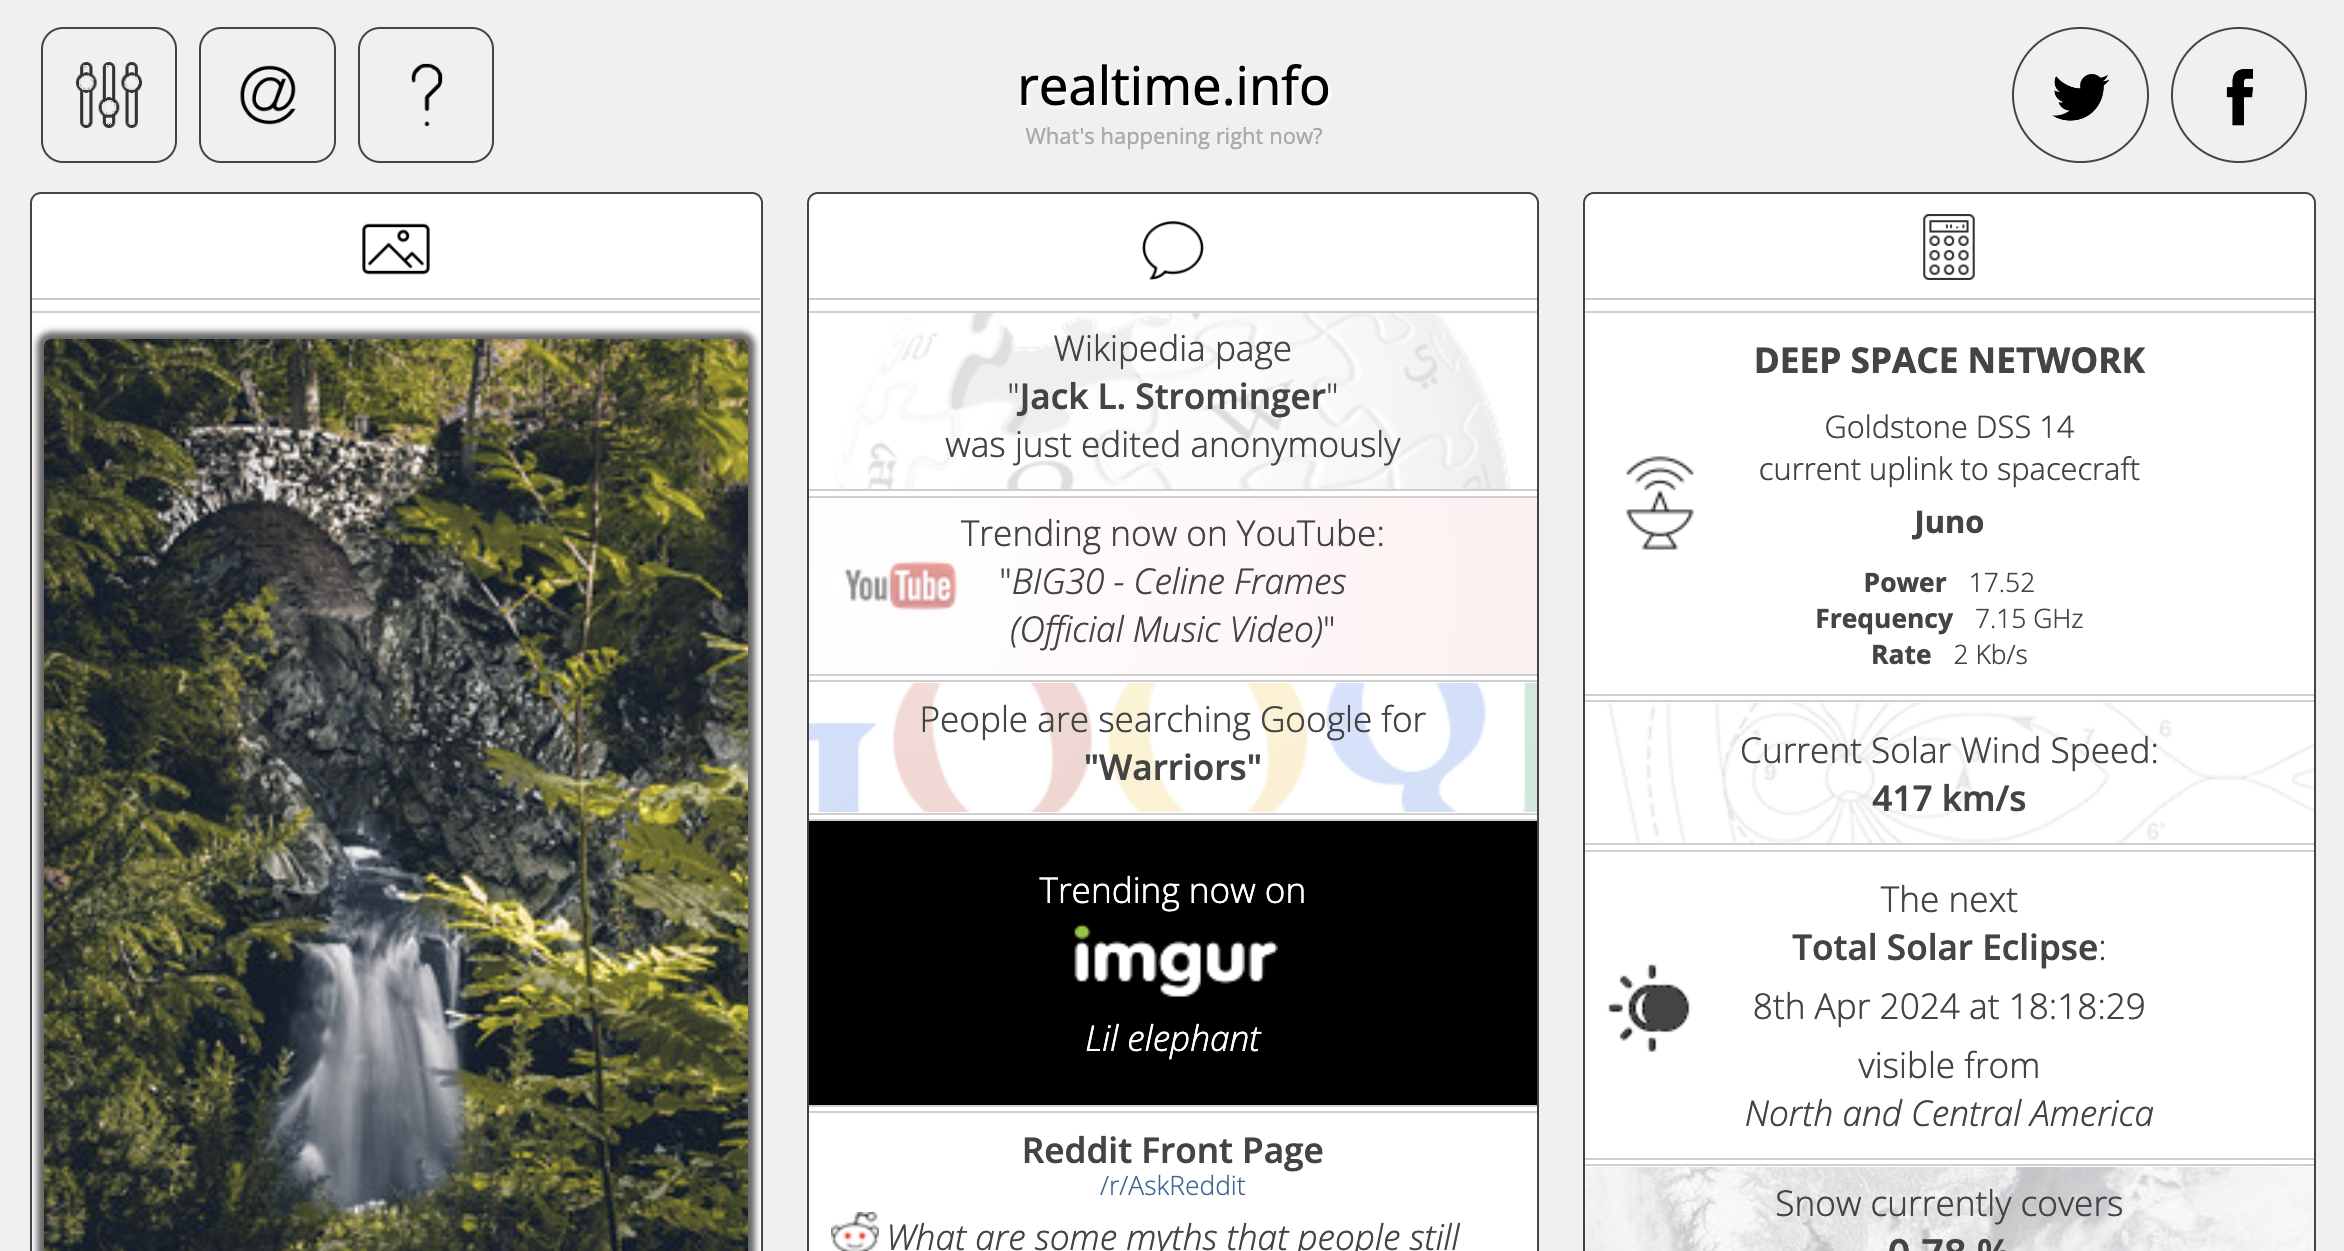 realtime.info
What's happening right now?
Wikipedia page
"Jack L. Strominger"
was just edited anonymously
Trending now on YouTube:
YouTube
"BIG30 - Celine Frames
(Official Music Video)"
People are searching Google for
"Warriors"
Trending now on
imgur
Lil elephant
Reddit Front Page
/r/AskReddit
What are some myths that people still
DEEP SPACE NETWORK
Goldstone DSS 14
current uplink to spacecraft
Juno
Power 17.52
Frequency 7.15 GHz
Rate 2 Kb/s
Current Solar Wind Speed:
417 km/s
The next
Total Solar Eclipse:
8th Apr 2024 at 18:18:29
visible from
North and Central America
Snow currently covers